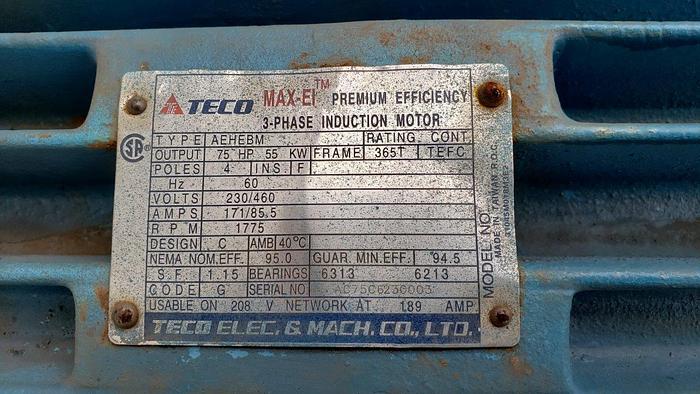 TECO MAX-EI™ PREMIUM EFFICIENCY
3-PHASE INDUCTION MOTOR
TYPE AEHEBM RATING. CONT
OUTPUT 75 HP 55 KW FRAME 365T TEFC
POLES 4 INS. F
Hz 60
VOLTS 230/460
AMPS 171/85.5
RPM 1775
DESIGN C AMB 40°C
NEMA NOM.EFF. 95.0 GUAR. MIN.EFF. 94.5
S.F. 1.15 BEARINGS 6313 6213
CODE G SERIAL NO.
USABLE ON 208 V NETWORK AT 189 AMP
TECO ELEC. & MACH. CO., LTD.
MODEL NO.
MADE IN TAIWAN R.O.C.